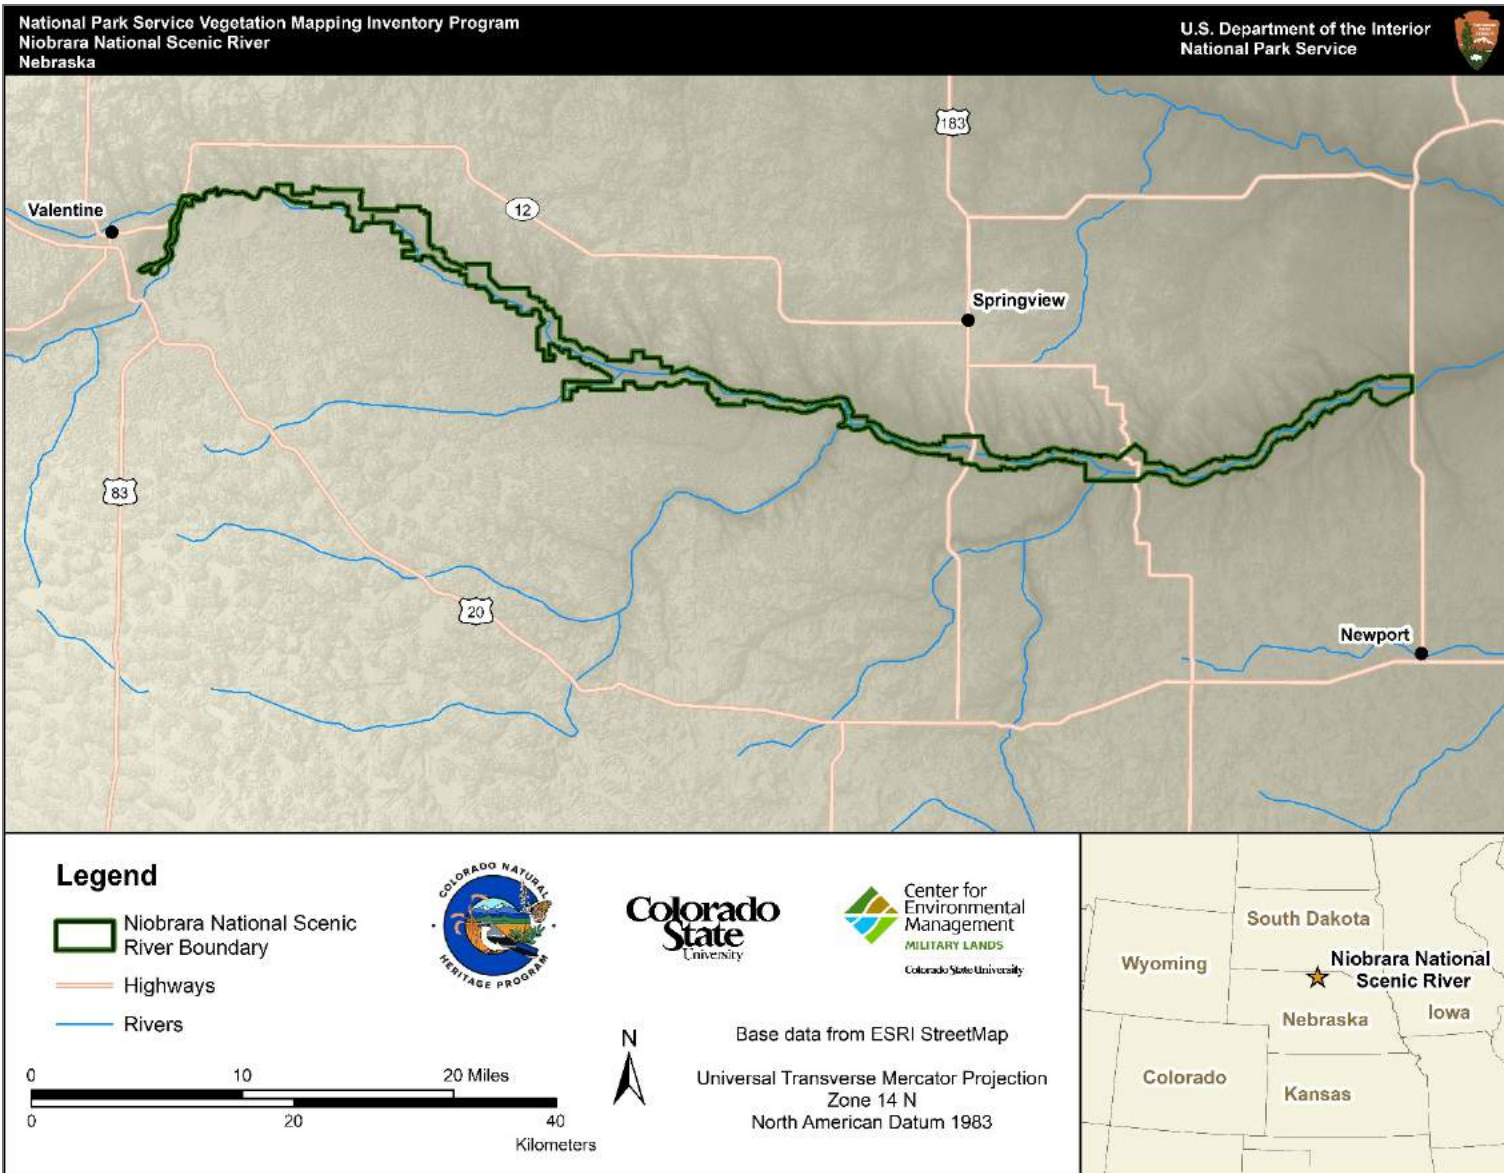 National Park Service Vegetation Mapping Inventory Program
Niobrara National Scenic River
Nebraska
U.S. Department of the Interior
National Park Service
183
Valentine
12
Springview
83
20
Newport
Legend
Niobrara National Scenic
River Boundary
Highways
Rivers
0
10
20 Miles
0
20
40
Kilometers
COLORADO NATURAL
HERITAGE PROGRAM
Colorado
State
University
Center for
Environmental
Management
MILITARY LANDS
Colorado State University
N
Base data from ESRI StreetMap
Universal Transverse Mercator Projection
Zone 14 N
North American Datum 1983
South Dakota
Wyoming
Niobrara National
Scenic River
Nebraska
Iowa
Colorado
Kansas